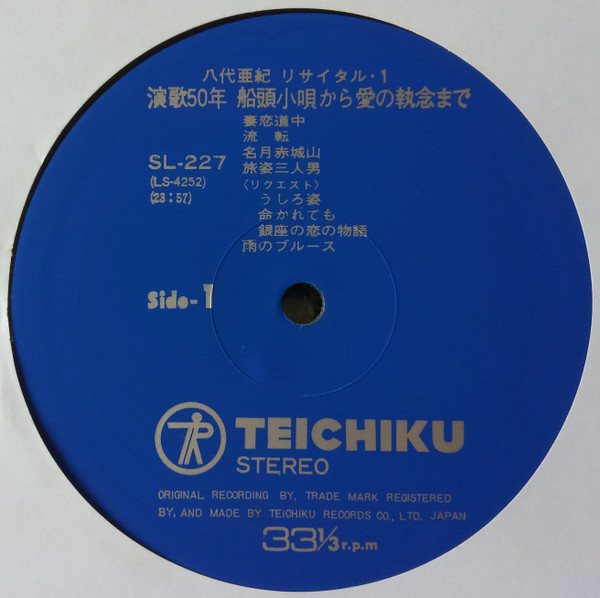 八代亜紀 リサイタル・1
演歌50年 船頭小唄から愛の執念まで
妻恋道中
流 転
名月赤城山
旅姿三人男
〈リクエスト〉
うしろ姿
命かれても
銀座の恋の物語
雨のブルース
SL-227
(LS-4252)
(23:57)
Side-1
TEICHIKU
STEREO
ORIGINAL RECORDING BY, TRADE MARK REGISTERED
BY, AND MADE BY TEICHIKU RECORDS CO., LTD. JAPAN
33⅓ r.p.m